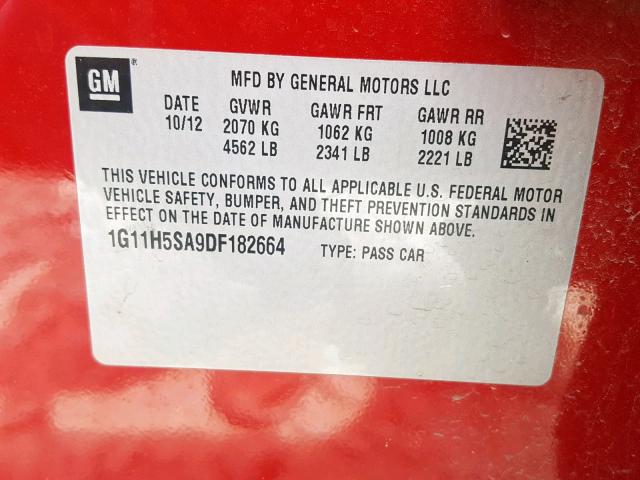 GM®
MFD BY GENERAL MOTORS LLC
DATE GVWR GAWR FRT GAWR RR
10/12 2070 KG 1062 KG 1008 KG
4562 LB 2341 LB 2221 LB
THIS VEHICLE CONFORMS TO ALL APPLICABLE U.S. FEDERAL MOTOR
VEHICLE SAFETY, BUMPER, AND THEFT PREVENTION STANDARDS IN
EFFECT ON THE DATE OF MANUFACTURE SHOWN ABOVE.
1G11H5SA9DF182664 TYPE: PASS CAR